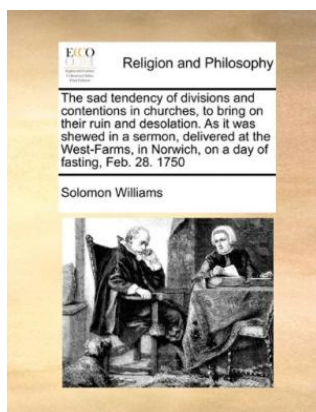 ECCO
Religion and Philosophy
The sad tendency of divisions and
contentions in churches, to bring on
their ruin and desolation. As it was
shewed in a sermon, delivered at the
West-Farms, in Norwich, on a day of
fasting, Feb. 28. 1750
Solomon Williams